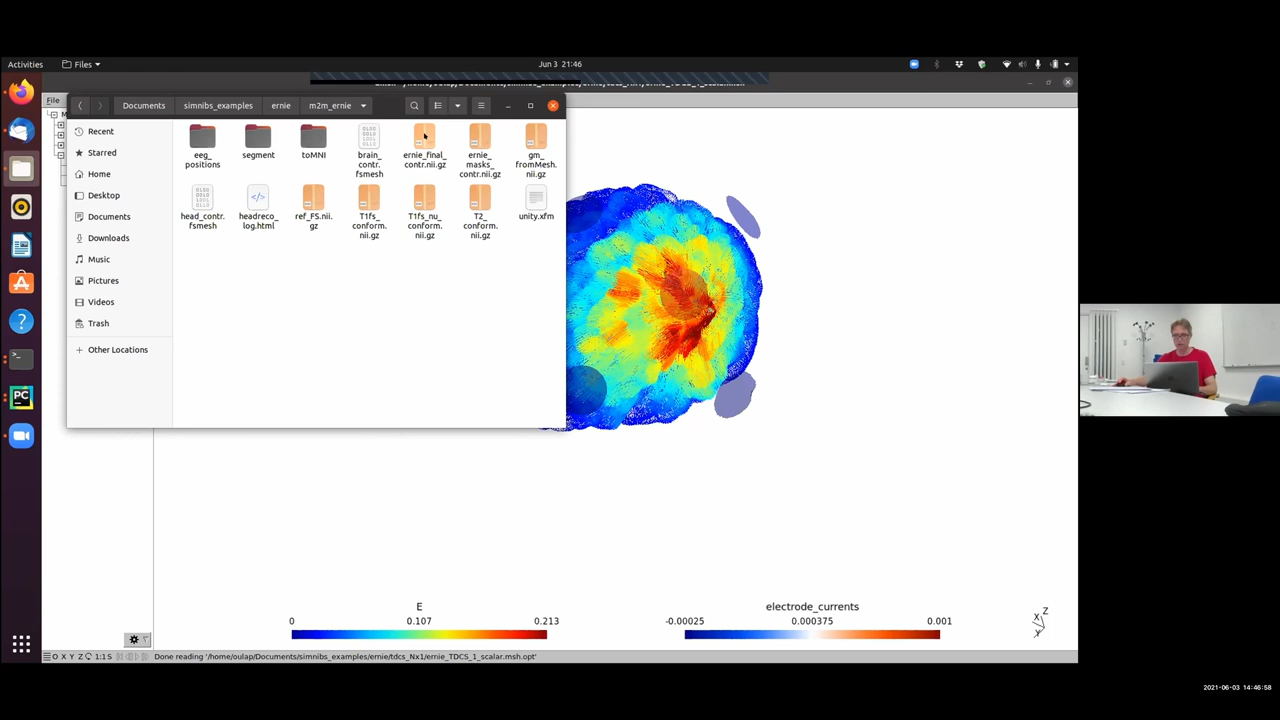 Activities
Files
Jun 3 21:46
File
Documents
simnibs_examples
ernie
m2m_ernie
Recent
Starred
Home
Desktop
Documents
Downloads
Music
Pictures
Videos
Trash
Other Locations
eeg_
positions
segment
toMNI
brain_
contr.
fsmesh
ernie_final_
contr.nii.gz
ernie_
masks_
contr.nii.gz
gm_
fromMesh.
nii.gz
head_contr.
fsmesh
headreco_
log.html
ref_FS.nii.
gz
T1fs_
conform.
nii.gz
T1fs_nu_
conform.
nii.gz
T2_
conform.
nii.gz
unity.xfm
E
0 0.107 0.213
electrode_currents
-0.00025 0.000375 0.001
Z
X
Y
O X Y Z 1:1 S
Done reading '/home/oulap/Documents/simnibs_examples/ernie/tdcs_Nx1/ernie_TDCS_1_scalar.msh.opt'
2021-06-03 14:46:58